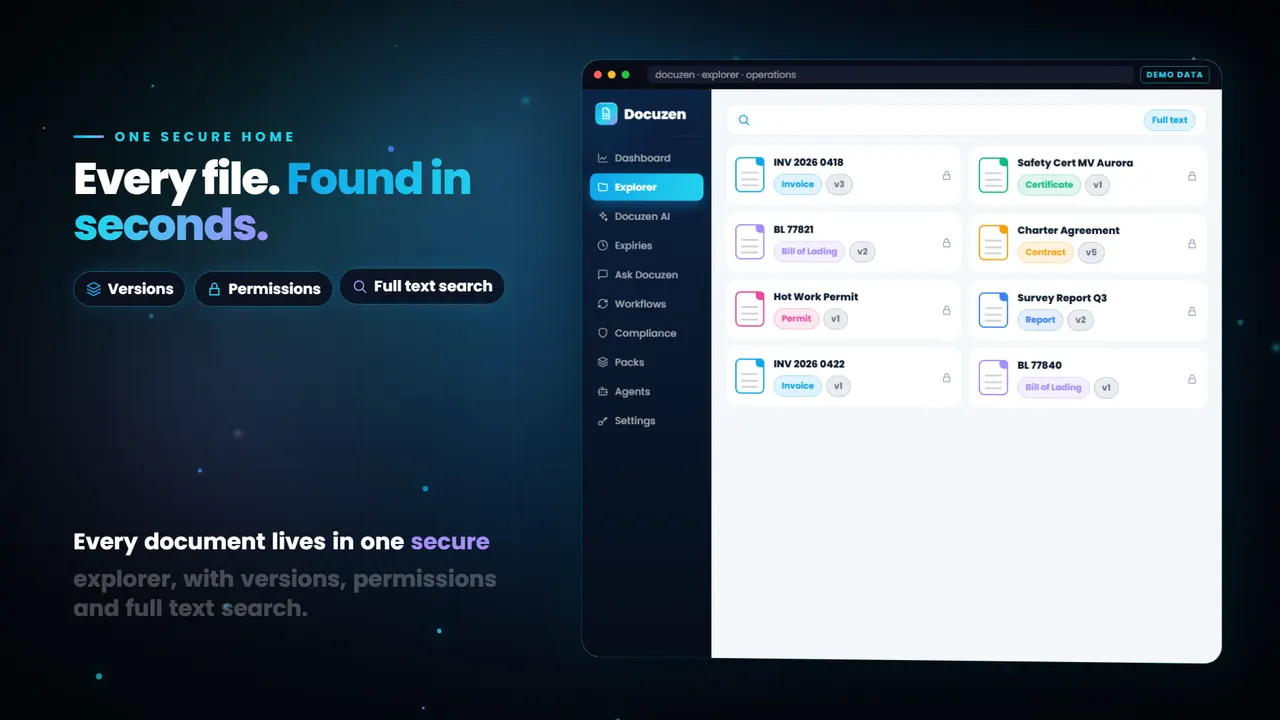 ONE SECURE HOME
Every file. Found in
seconds.
Versions
Permissions
Full text search
Every document lives in one secure
explorer, with versions, permissions
and full text search.
docuzen · explorer · operations
DEMO DATA
Docuzen
Dashboard
Explorer
Docuzen AI
Expiries
Ask Docuzen
Workflows
Compliance
Packs
Agents
Settings
Full text
INV 2026 0418
Invoice
v3
Safety Cert MV Aurora
Certificate
v1
BL 77821
Bill of Lading
v2
Charter Agreement
Contract
v5
Hot Work Permit
Permit
v1
Survey Report Q3
Report
v2
INV 2026 0422
Invoice
v1
BL 77840
Bill of Lading
v1